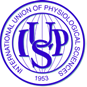 INTERNATIONAL UNION OF PHYSIOLOGICAL SCIENCES
IUPS
1953